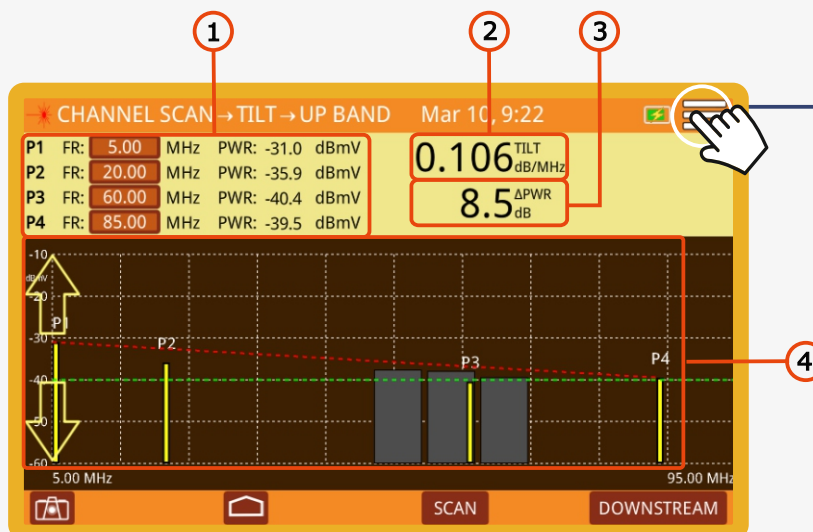 1
2
3
CHANNEL SCAN→TILT→UP BAND Mar 10, 9:22
P1 FR: 5.00 MHz PWR: -31.0 dBmV
P2 FR: 20.00 MHz PWR: -35.9 dBmV
P3 FR: 60.00 MHz PWR: -40.4 dBmV
P4 FR: 85.00 MHz PWR: -39.5 dBmV
0.106 TILT dB/MHz
8.5 ΔPWR dB
-10
dBmV
-20
P1
-30
P2
P3
P4
4
-40
-50
-60
5.00 MHz
95.00 MHz
SCAN
DOWNSTREAM